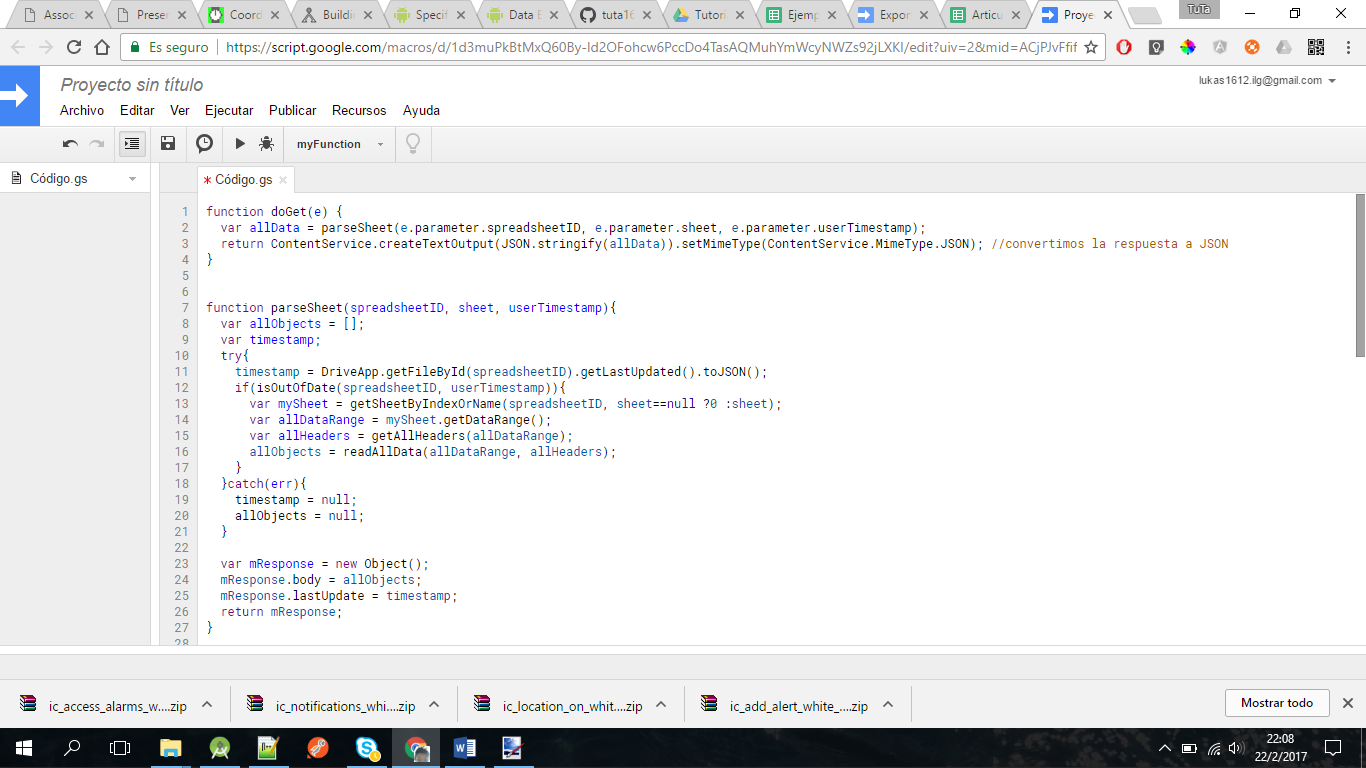 Assoc
Presen
Coord
Buildin
Specif
Data B
tuta16
Tutori
Ejemp
Expor
Articu
Proye
TuTa
Es seguro
https://script.google.com/macros/d/1d3muPkBtMxQ60By-Id2OFohcw6PccDo4TasAQMuhYmWcyNWZs92jLXKI/edit?uiv=2&mid=ACjPJvFfif
Proyecto sin título
lukas1612.ilg@gmail.com
Archivo Editar Ver Ejecutar Publicar Recursos Ayuda
myFunction
Código.gs
* Código.gs
1 function doGet(e) {
2 var allData = parseSheet(e.parameter.spreadsheetID, e.parameter.sheet, e.parameter.userTimestamp);
3 return ContentService.createTextOutput(JSON.stringify(allData)).setMimeType(ContentService.MimeType.JSON); //convertimos la respuesta a JSON
4 }
5
6
7 function parseSheet(spreadsheetID, sheet, userTimestamp){
8 var allObjects = [];
9 var timestamp;
10 try{
11 timestamp = DriveApp.getFileById(spreadsheetID).getLastUpdated().toJSON();
12 if(isOutOfDate(spreadsheetID, userTimestamp)){
13 var mySheet = getSheetByIndexOrName(spreadsheetID, sheet==null ?0 :sheet);
14 var allDataRange = mySheet.getDataRange();
15 var allHeaders = getAllHeaders(allDataRange);
16 allObjects = readAllData(allDataRange, allHeaders);
17 }
18 }catch(err){
19 timestamp = null;
20 allObjects = null;
21 }
22
23 var mResponse = new Object();
24 mResponse.body = allObjects;
25 mResponse.lastUpdate = timestamp;
26 return mResponse;
27 }
28
ic_access_alarms_w....zip
ic_notifications_whi....zip
ic_location_on_whit....zip
ic_add_alert_white_....zip
Mostrar todo
22:08
22/2/2017